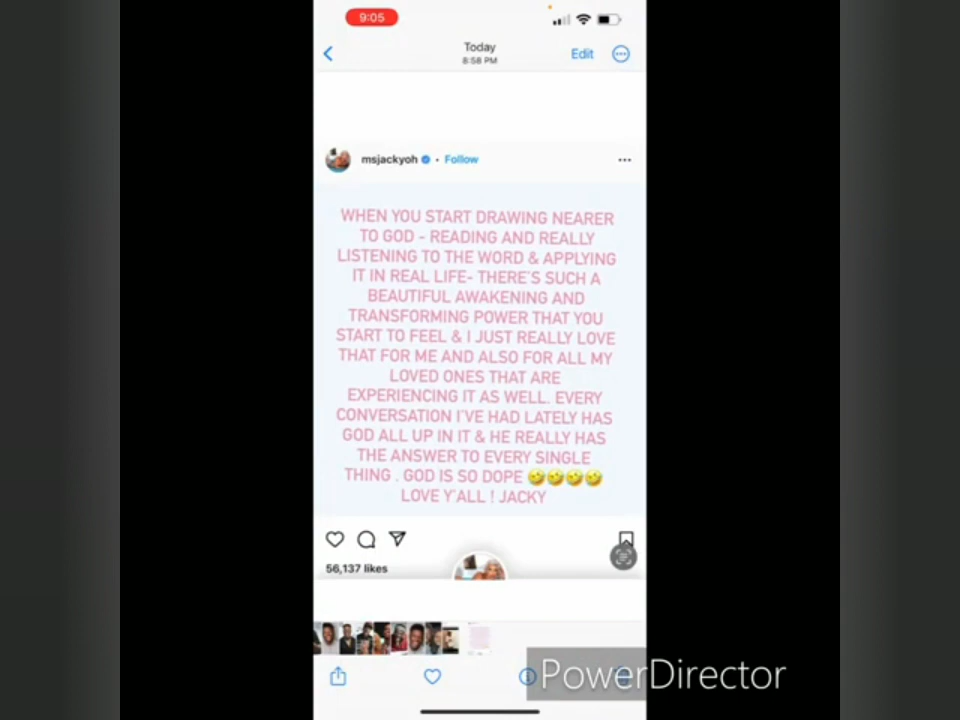 9:05
Today
8:58 PM
Edit
msjackyoh • Follow
WHEN YOU START DRAWING NEARER
TO GOD - READING AND REALLY
LISTENING TO THE WORD & APPLYING
IT IN REAL LIFE- THERE'S SUCH A
BEAUTIFUL AWAKENING AND
TRANSFORMING POWER THAT YOU
START TO FEEL & I JUST REALLY LOVE
THAT FOR ME AND ALSO FOR ALL MY
LOVED ONES THAT ARE
EXPERIENCING IT AS WELL. EVERY
CONVERSATION I'VE HAD LATELY HAS
GOD ALL UP IN IT & HE REALLY HAS
THE ANSWER TO EVERY SINGLE
THING . GOD IS SO DOPE 🤣🤣🤣🤣
LOVE Y'ALL ! JACKY
56,137 likes
PowerDirector